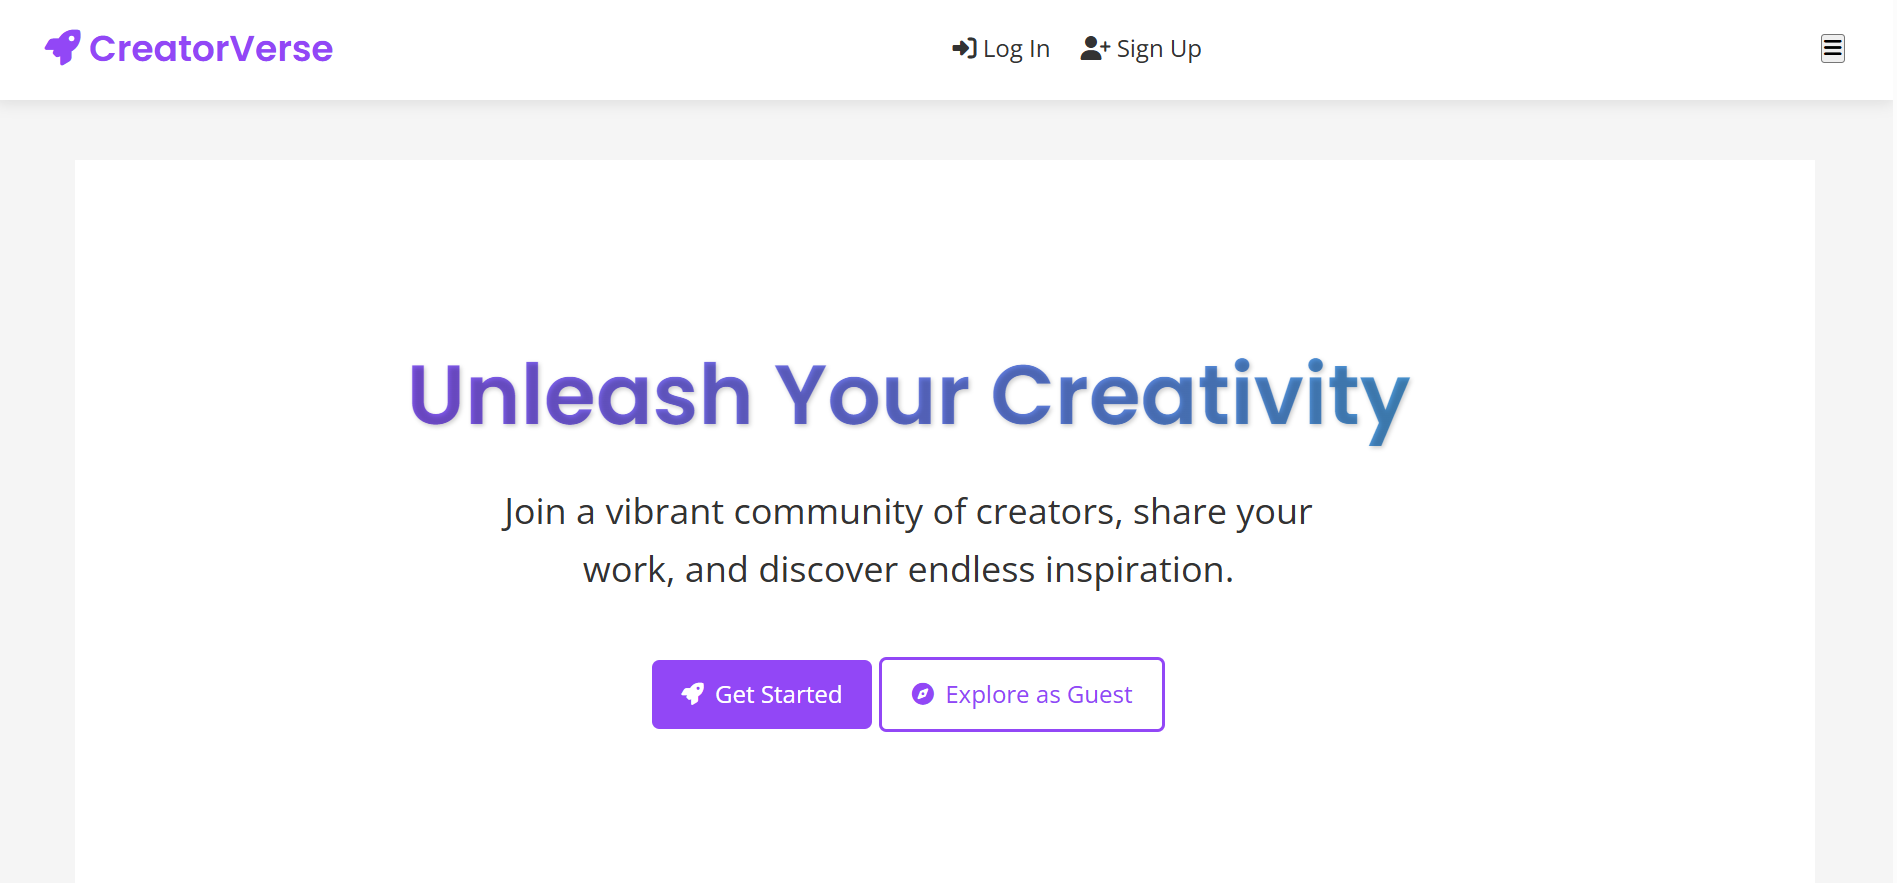 CreatorVerse
Log In
Sign Up
Unleash Your Creativity
Join a vibrant community of creators, share your
work, and discover endless inspiration.
Get Started
Explore as Guest